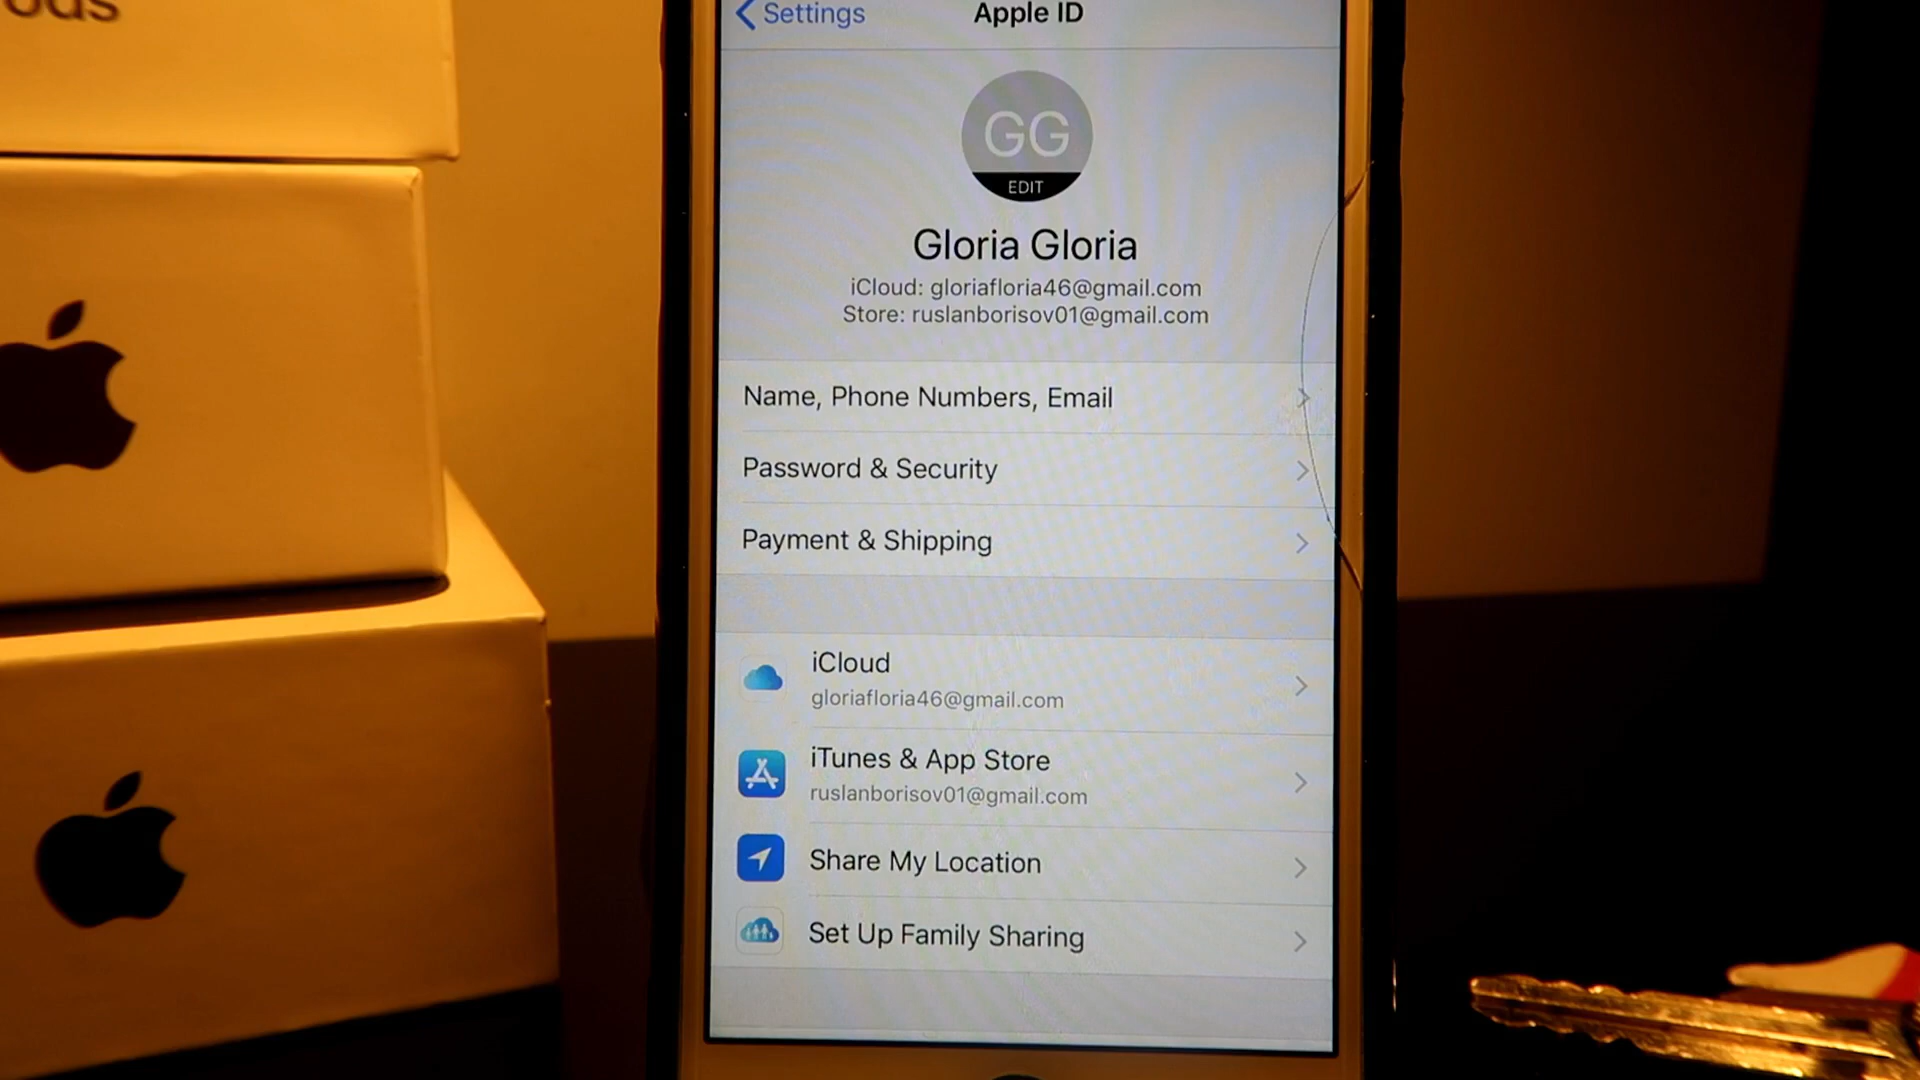 Settings
Apple ID
GG
EDIT
Gloria Gloria
iCloud: gloriafloria46@gmail.com
Store: ruslanborisov01@gmail.com
Name, Phone Numbers, Email
Password & Security
Payment & Shipping
iCloud
gloriafloria46@gmail.com
iTunes & App Store
ruslanborisov01@gmail.com
Share My Location
Set Up Family Sharing